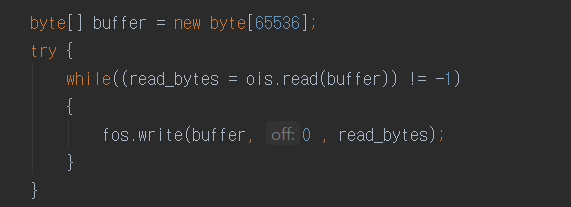 byte[] buffer = new byte[65536];
try {
while((read_bytes = ois.read(buffer)) != -1)
{
fos.write(buffer, off: 0 , read_bytes);
}
}